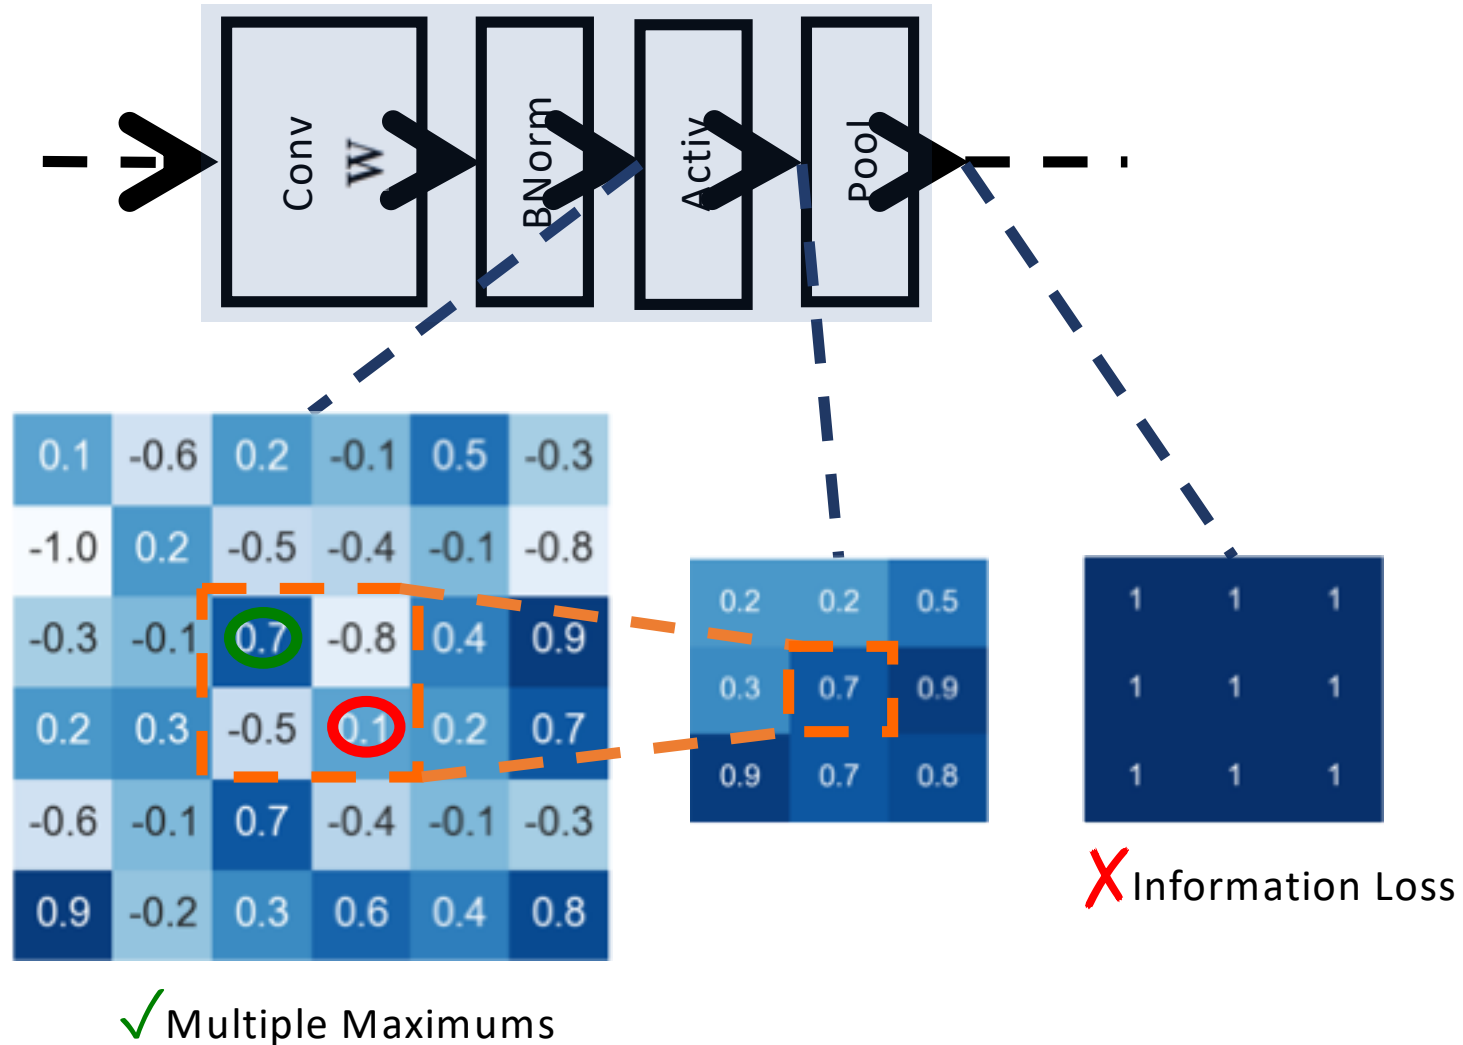 Conv W BNorm Activ Pool
0.1 -0.6 0.2 -0.1 0.5 -0.3
-1.0 0.2 -0.5 -0.4 -0.1 -0.8
-0.3 -0.1 0.7 -0.8 0.4 0.9
0.2 0.3 -0.5 0.1 0.2 0.7
-0.6 -0.1 0.7 -0.4 -0.1 -0.3
0.9 -0.2 0.3 0.6 0.4 0.8
✓Multiple Maximums
0.2 0.2 0.5
0.3 0.7 0.9
0.9 0.7 0.8
1 1 1
1 1 1
1 1 1
✗Information Loss